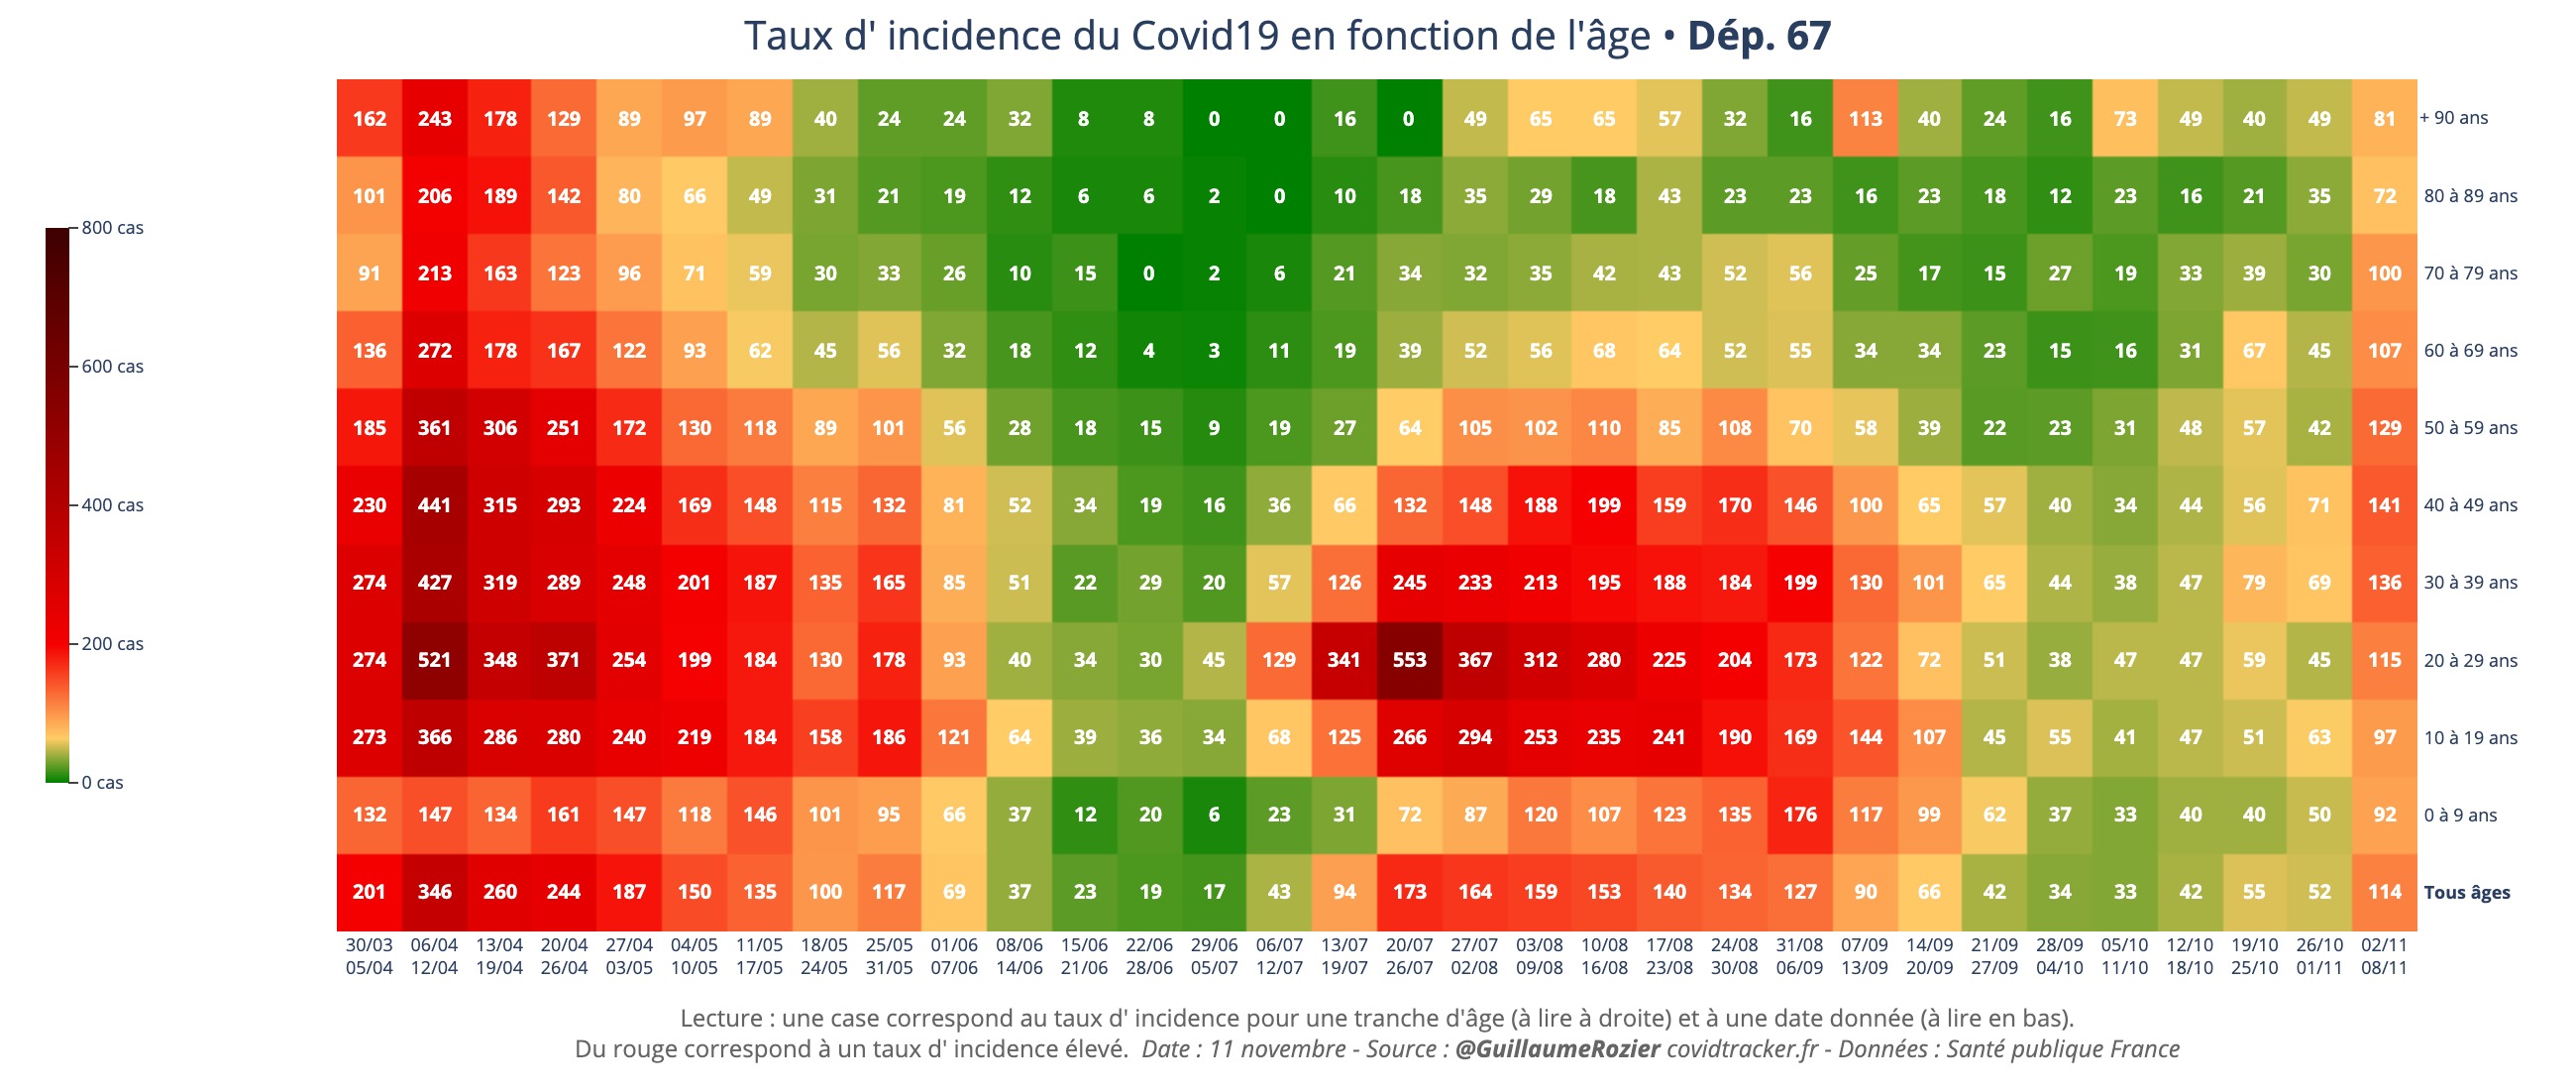 Taux d' incidence du Covid19 en fonction de l'âge • Dép. 67
800 cas
600 cas
400 cas
200 cas
0 cas
162 243 178 129 89 97 89 40 24 24 32 8 8 0 0 16 0 49 65 65 57 32 16 113 40 24 16 73 49 40 49 81 + 90 ans
101 206 189 142 80 66 49 31 21 19 12 6 6 2 0 10 18 35 29 18 43 23 23 16 23 18 12 23 16 21 35 72 80 à 89 ans
91 213 163 123 96 71 59 30 33 26 10 15 0 2 6 21 34 32 35 42 43 52 56 25 17 15 27 19 33 39 30 100 70 à 79 ans
136 272 178 167 122 93 62 45 56 32 18 12 4 3 11 19 39 52 56 68 64 52 55 34 34 23 15 16 31 67 45 107 60 à 69 ans
185 361 306 251 172 130 118 89 101 56 28 18 15 9 19 27 64 105 102 110 85 108 70 58 39 22 23 31 48 57 42 129 50 à 59 ans
230 441 315 293 224 169 148 115 132 81 52 34 19 16 36 66 132 148 188 199 159 170 146 100 65 57 40 34 44 56 71 141 40 à 49 ans
274 427 319 289 248 201 187 135 165 85 51 22 29 20 57 126 245 233 213 195 188 184 199 130 101 65 44 38 47 79 69 136 30 à 39 ans
274 521 348 371 254 199 184 130 178 93 40 34 30 45 129 341 553 367 312 280 225 204 173 122 72 51 38 47 47 59 45 115 20 à 29 ans
273 366 286 280 240 219 184 158 186 121 64 39 36 34 68 125 266 294 253 235 241 190 169 144 107 45 55 41 47 51 63 97 10 à 19 ans
132 147 134 161 147 118 146 101 95 66 37 12 20 6 23 31 72 87 120 107 123 135 176 117 99 62 37 33 40 40 50 92 0 à 9 ans
201 346 260 244 187 150 135 100 117 69 37 23 19 17 43 94 173 164 159 153 140 134 127 90 66 42 34 33 42 55 52 114 Tous âges
30/03 06/04 13/04 20/04 27/04 04/05 11/05 18/05 25/05 01/06 08/06 15/06 22/06 29/06 06/07 13/07 20/07 27/07 03/08 10/08 17/08 24/08 31/08 07/09 14/09 21/09 28/09 05/10 12/10 19/10 26/10 02/11
05/04 12/04 19/04 26/04 03/05 10/05 17/05 24/05 31/05 07/06 14/06 21/06 28/06 05/07 12/07 19/07 26/07 02/08 09/08 16/08 23/08 30/08 06/09 13/09 20/09 27/09 04/10 11/10 18/10 25/10 01/11 08/11
Lecture : une case correspond au taux d' incidence pour une tranche d'âge (à lire à droite) et à une date donnée (à lire en bas).
Du rouge correspond à un taux d' incidence élevé. Date : 11 novembre - Source : @GuillaumeRozier covidtracker.fr - Données : Santé publique France